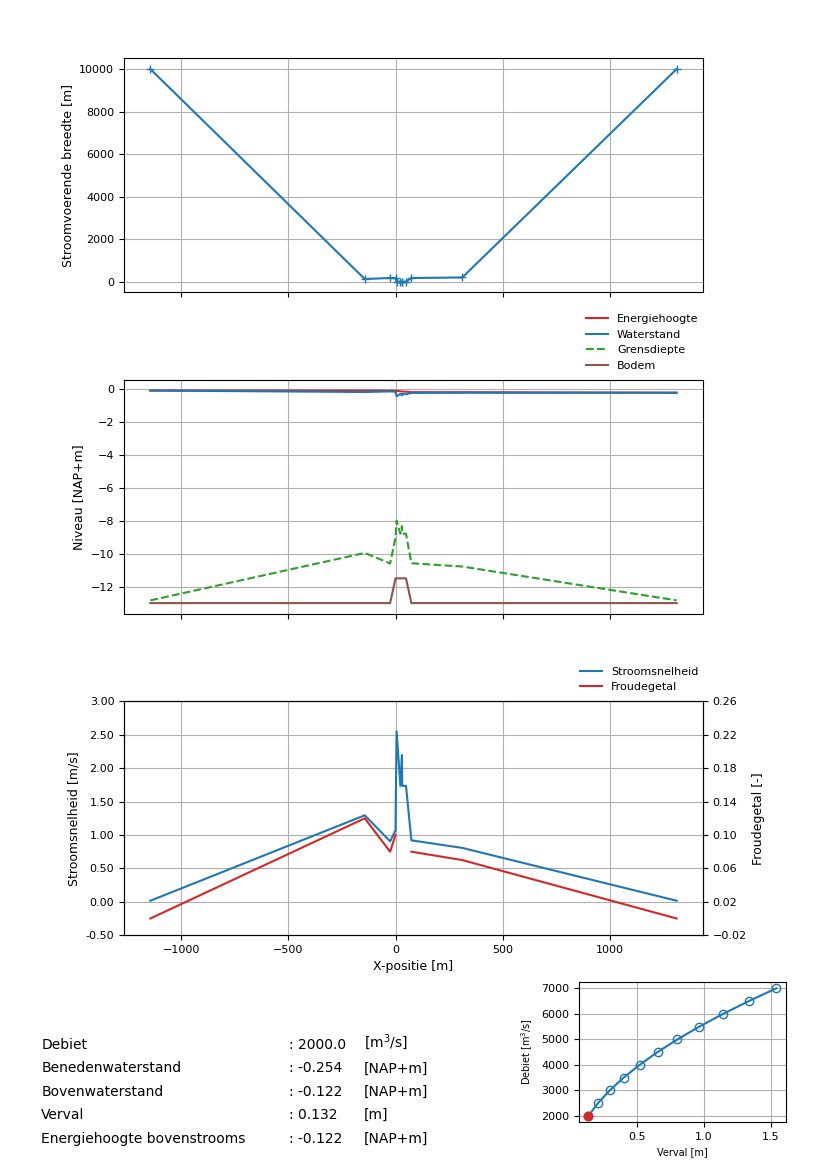 10000
8000
6000
4000
2000
0
Stroomvoerende breedte [m]
Energiehoogte
Waterstand
Grensdiepte
Bodem
0
−2
−4
−6
−8
−10
−12
Niveau [NAP+m]
Stroomsnelheid
Froudegetal
3.00
2.50
2.00
1.50
1.00
0.50
0.00
-0.50
Stroomsnelheid [m/s]
0.26
0.22
0.18
0.14
0.10
0.06
0.02
−0.02
Froudegetal [-]
−1000 −500 0 500 1000
X-positie [m]
7000
6000
5000
4000
3000
2000
Debiet [m³/s]
0.5 1.0 1.5
Verval [m]
Debiet : 2000.0 [m³/s]
Benedenwaterstand : -0.254 [NAP+m]
Bovenwaterstand : -0.122 [NAP+m]
Verval : 0.132 [m]
Energiehoogte bovenstrooms : -0.122 [NAP+m]